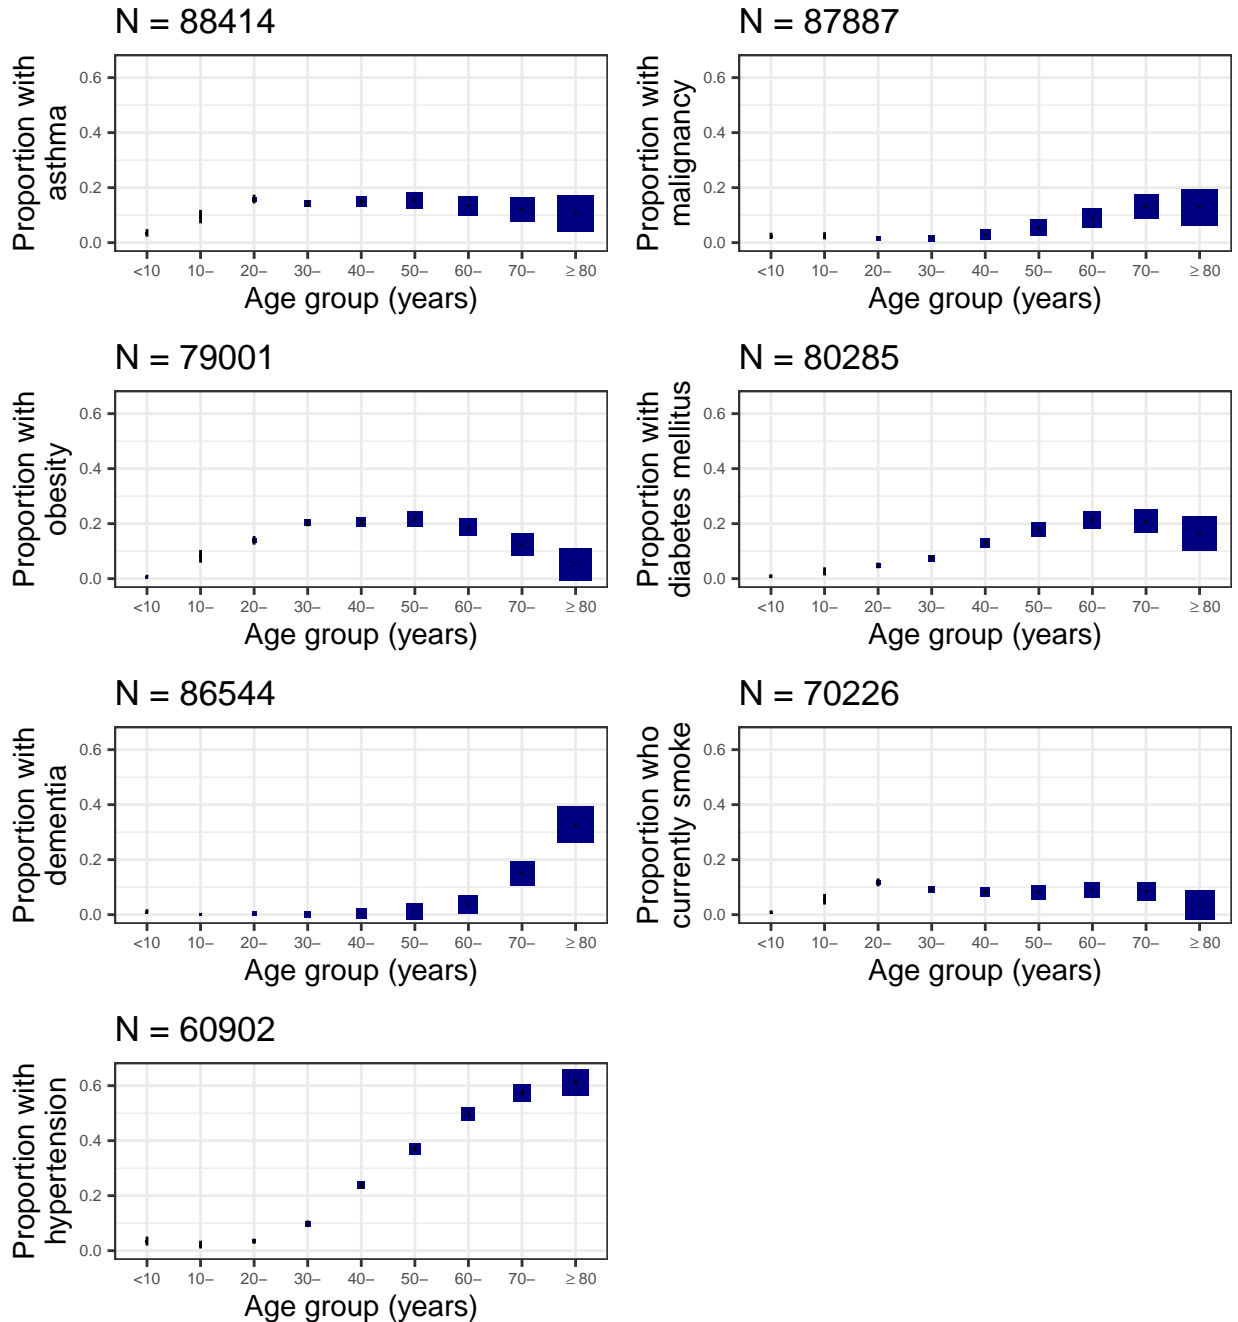 N = 88414
Proportion with
asthma
0.6
0.4
0.2
0.0
<10 10− 20− 30− 40− 50− 60− 70− ≥ 80
Age group (years)
N = 87887
Proportion with
malignancy
0.6
0.4
0.2
0.0
<10 10− 20− 30− 40− 50− 60− 70− ≥ 80
Age group (years)
N = 79001
Proportion with
obesity
0.6
0.4
0.2
0.0
<10 10− 20− 30− 40− 50− 60− 70− ≥ 80
Age group (years)
N = 80285
Proportion with
diabetes mellitus
0.6
0.4
0.2
0.0
<10 10− 20− 30− 40− 50− 60− 70− ≥ 80
Age group (years)
N = 86544
Proportion with
dementia
0.6
0.4
0.2
0.0
<10 10− 20− 30− 40− 50− 60− 70− ≥ 80
Age group (years)
N = 70226
Proportion who
currently smoke
0.6
0.4
0.2
0.0
<10 10− 20− 30− 40− 50− 60− 70− ≥ 80
Age group (years)
N = 60902
Proportion with
hypertension
0.6
0.4
0.2
0.0
<10 10− 20− 30− 40− 50− 60− 70− ≥ 80
Age group (years)